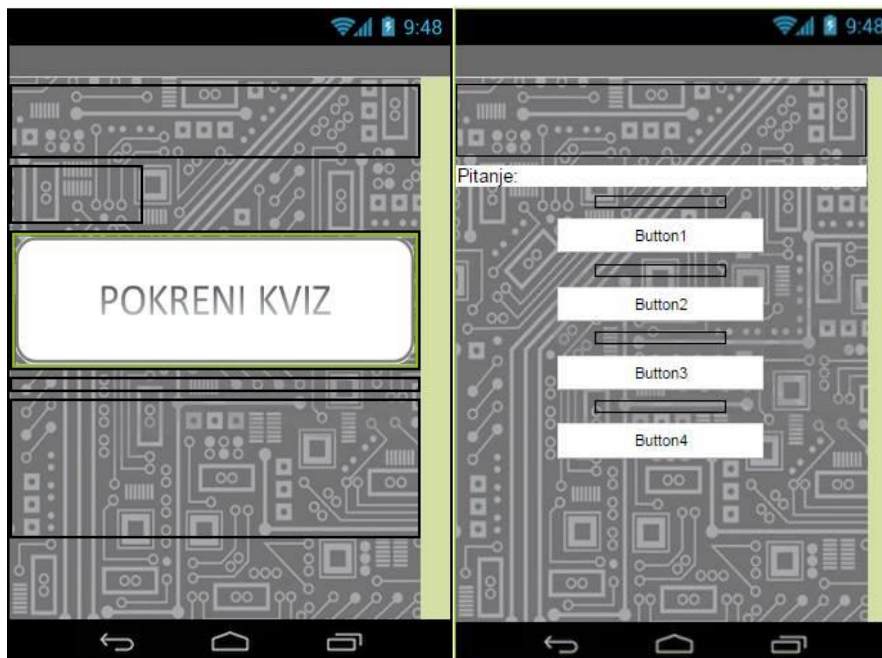 9:48
POKRENI KVIZ
9:48
Pitanje:
Button1
Button2
Button3
Button4